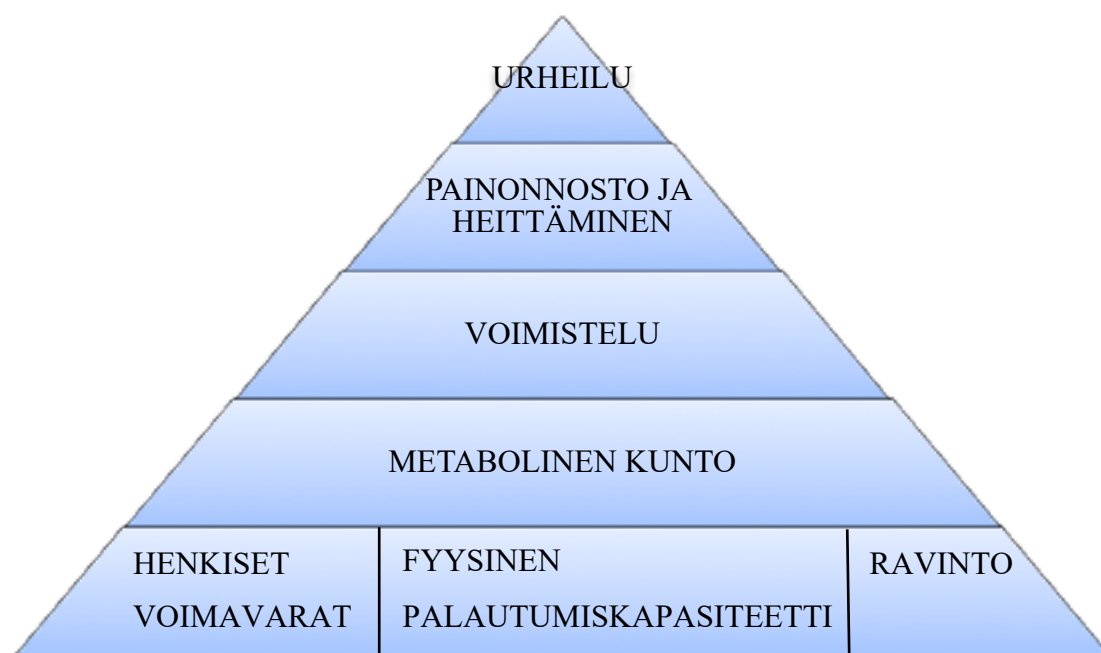 URHEILU
PAINONNOSTO JA
HEITTÄMINEN
VOIMISTELU
METABOLINEN KUNTO
HENKISET
VOIMAVARAT
FYYSINEN
PALAUTUMISKAPASITEETTI
RAVINTO